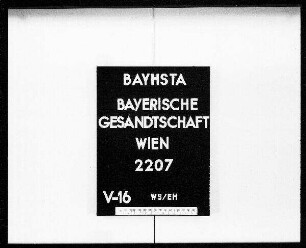 BAYHSTA
BAYERISCHE
GESANDTSCHAFT
WIEN
2207
V-16 WS/EH